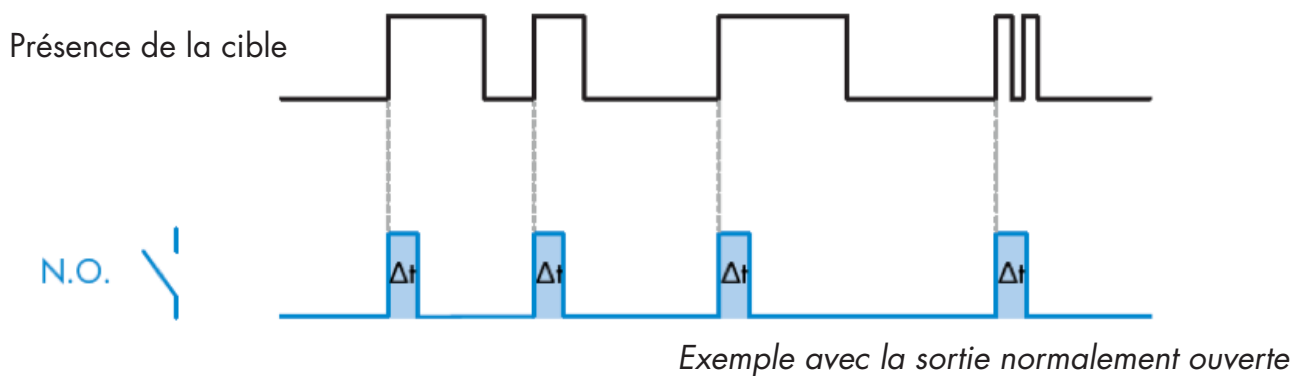 Présence de la cible
N.O.
Δt Δt Δt Δt
Exemple avec la sortie normalement ouverte